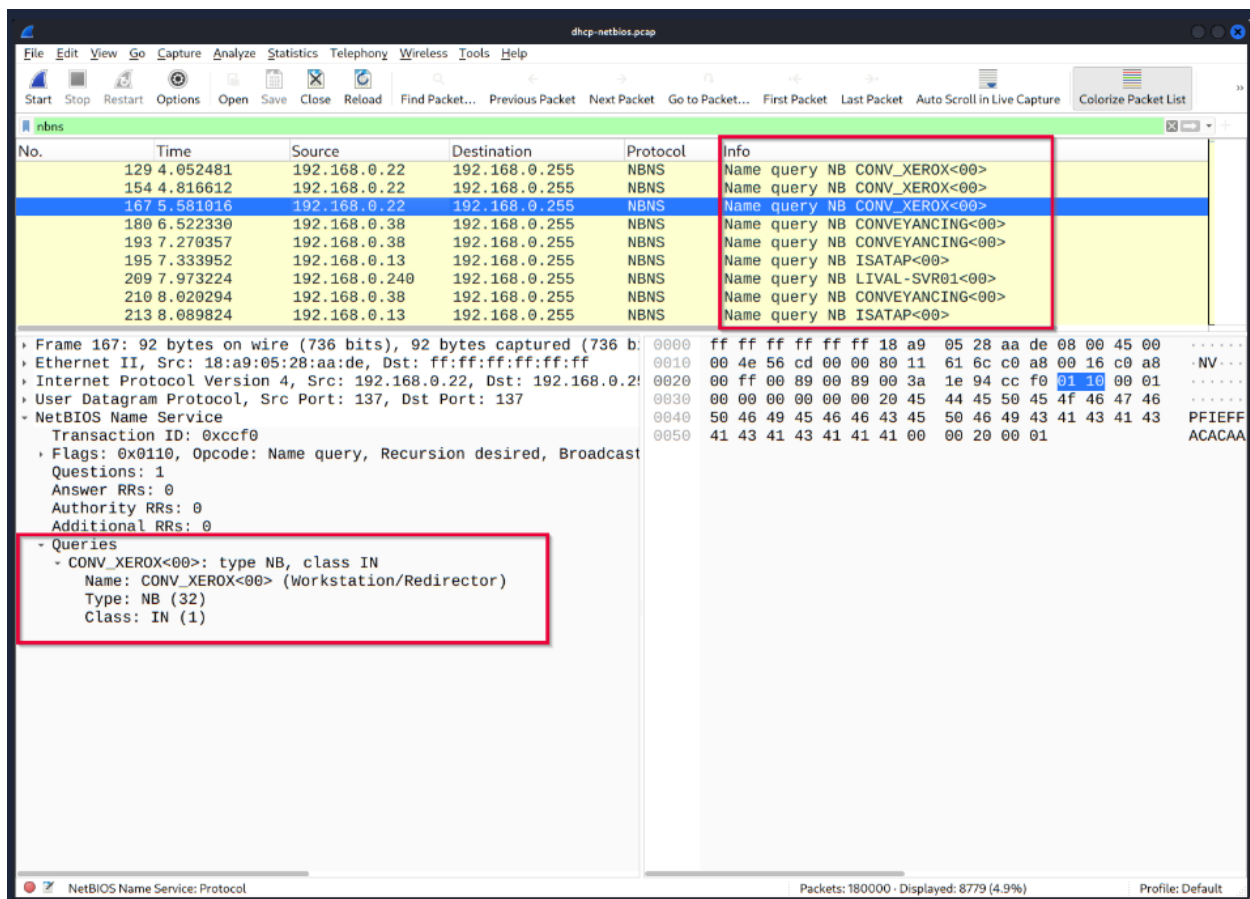 dhcp-netbios.pcap
File Edit View Go Capture Analyze Statistics Telephony Wireless Tools Help
Start Stop Restart Options Open Save Close Reload Find Packet... Previous Packet Next Packet Go to Packet... First Packet Last Packet Auto Scroll in Live Capture Colorize Packet List »
nbns
No. Time Source Destination Protocol Info
129 4.052481 192.168.0.22 192.168.0.255 NBNS Name query NB CONV_XEROX<00>
154 4.816612 192.168.0.22 192.168.0.255 NBNS Name query NB CONV_XEROX<00>
167 5.581016 192.168.0.22 192.168.0.255 NBNS Name query NB CONV_XEROX<00>
180 6.522330 192.168.0.38 192.168.0.255 NBNS Name query NB CONVEYANCING<00>
193 7.270357 192.168.0.38 192.168.0.255 NBNS Name query NB CONVEYANCING<00>
195 7.333952 192.168.0.13 192.168.0.255 NBNS Name query NB ISATAP<00>
209 7.973224 192.168.0.240 192.168.0.255 NBNS Name query NB LIVAL-SVR01<00>
210 8.020294 192.168.0.38 192.168.0.255 NBNS Name query NB CONVEYANCING<00>
213 8.089824 192.168.0.13 192.168.0.255 NBNS Name query NB ISATAP<00>
Frame 167: 92 bytes on wire (736 bits), 92 bytes captured (736 b
Ethernet II, Src: 18:a9:05:28:aa:de, Dst: ff:ff:ff:ff:ff:ff
Internet Protocol Version 4, Src: 192.168.0.22, Dst: 192.168.0.2
User Datagram Protocol, Src Port: 137, Dst Port: 137
NetBIOS Name Service
Transaction ID: 0xccf0
Flags: 0x0110, Opcode: Name query, Recursion desired, Broadcast
Questions: 1
Answer RRs: 0
Authority RRs: 0
Additional RRs: 0
Queries
CONV_XEROX<00>: type NB, class IN
Name: CONV_XEROX<00> (Workstation/Redirector)
Type: NB (32)
Class: IN (1)
0000 ff ff ff ff ff ff 18 a9 05 28 aa de 08 00 45 00 ······
0010 00 4e 56 cd 00 00 80 11 61 6c c0 a8 00 16 c0 a8 ·NV···
0020 00 ff 00 89 00 89 00 3a 1e 94 cc f0 01 10 00 01 ······
0030 00 00 00 00 00 00 20 45 44 45 50 45 4f 46 47 46 ······
0040 50 46 49 45 46 46 43 45 50 46 49 43 41 43 41 43 PFIEFF
0050 41 43 41 43 41 41 41 00 00 20 00 01 ACACAA
NetBIOS Name Service: Protocol
Packets: 180000 · Displayed: 8779 (4.9%)
Profile: Default